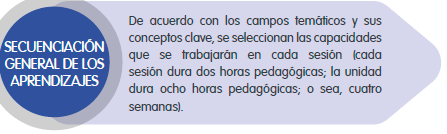 SECUENCIACIÓN
GENERAL DE LOS
APRENDIZAJES
De acuerdo con los campos temáticos y sus
conceptos clave, se seleccionan las capacidades
que se trabajarán en cada sesión (cada
sesión dura dos horas pedagógicas; la unidad
dura ocho horas pedagógicas; o sea, cuatro
semanas).